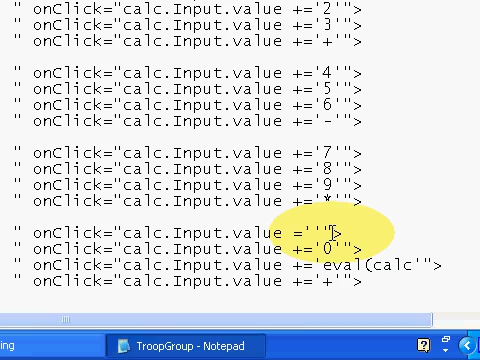 " onClick="calc.Input.value +='2'">
" onClick="calc.Input.value +='3'">
" onClick="calc.Input.value +='+'">
" onClick="calc.Input.value +='4'">
" onClick="calc.Input.value +='5'">
" onClick="calc.Input.value +='6'">
" onClick="calc.Input.value +='-'">
" onClick="calc.Input.value +='7'">
" onClick="calc.Input.value +='8'">
" onClick="calc.Input.value +='9'">
" onClick="calc.Input.value +='*'">
" onClick="calc.Input.value =''">
" onClick="calc.Input.value +='0'">
" onClick="calc.Input.value +='eval(calc'">
" onClick="calc.Input.value +='+'">
ing
TroopGroup - Notepad
?